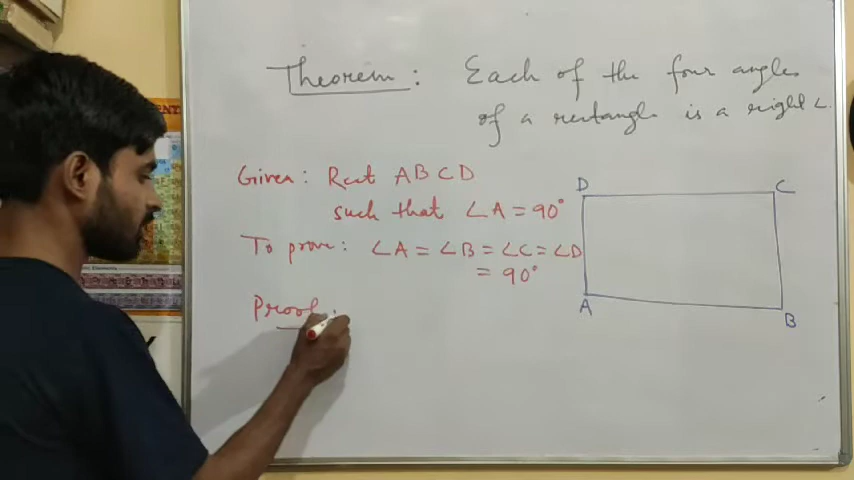 Theorem : Each of the four angles
of a rectangle is a right ∠.
Given : Rect ABCD
such that ∠A = 90°
To prove : ∠A = ∠B = ∠C = ∠D
= 90°
Proof :
D
C
A
B
ENT